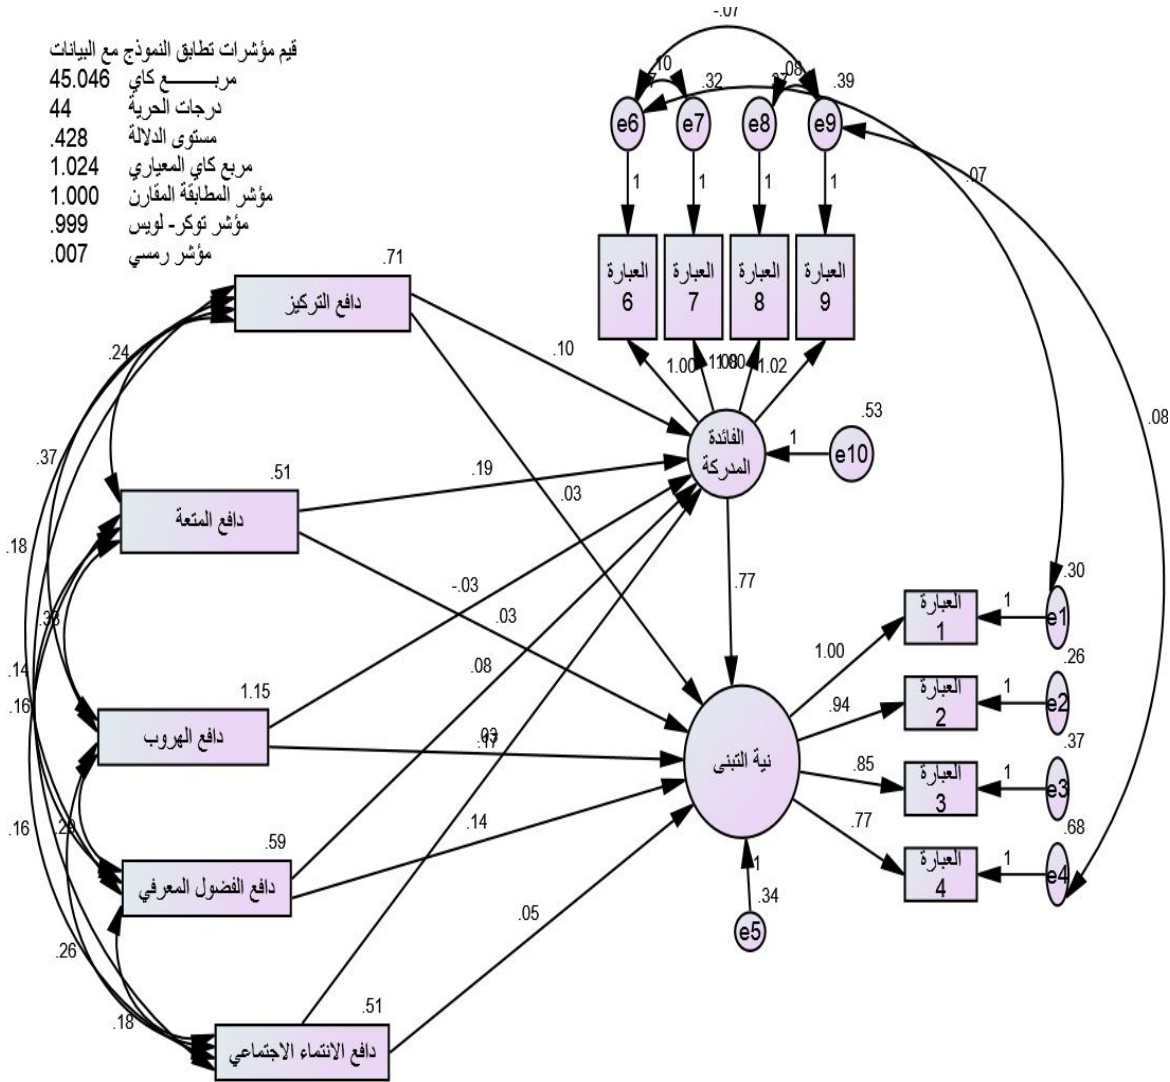 قيم مؤشرات تطابق النموذج مع البيانات
مربـــــــع كاي 45.046
درجات الحرية 44
مستوى الدلالة .428
مربع كاي المعياري 1.024
مؤشر المطابقة المقارن 1.000
مؤشر توكر- لويس .999
مؤشر رمسي .007
-.07
.10
.32
.08
.39
e6
e7
e8
e9
1
1
1
1
.07
.08
العبارة
6
العبارة
7
العبارة
8
العبارة
9
1.00
1.02
الفائدة
المدركة
1
e10
.53
.71
دافع التركيز
.10
.03
.24
.37
.18
.51
دافع المتعة
.19
.03
.14
.16
1.15
دافع الهروب
-.03
.77
.59
دافع الفضول المعرفي
.08
.14
.16
.26
.18
.51
دافع الانتماء الاجتماعي
.05
نية التبنى
1
.34
e5
1.00
.94
.85
.77
العبارة
1
1
e1
.30
العبارة
2
1
e2
.26
العبارة
3
1
e3
.37
العبارة
4
1
e4
.68